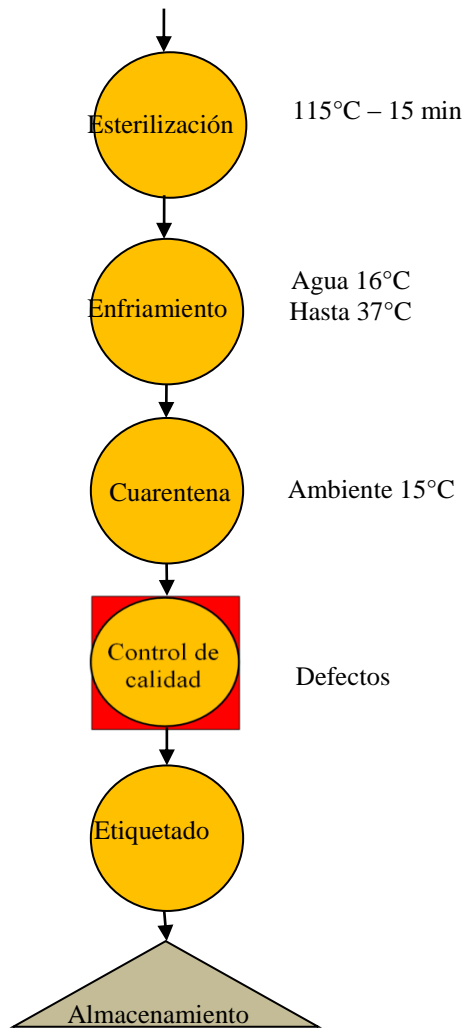 Esterilización
115°C – 15 min
Enfriamiento
Agua 16°C
Hasta 37°C
Cuarentena
Ambiente 15°C
Control de
calidad
Defectos
Etiquetado
Almacenamiento